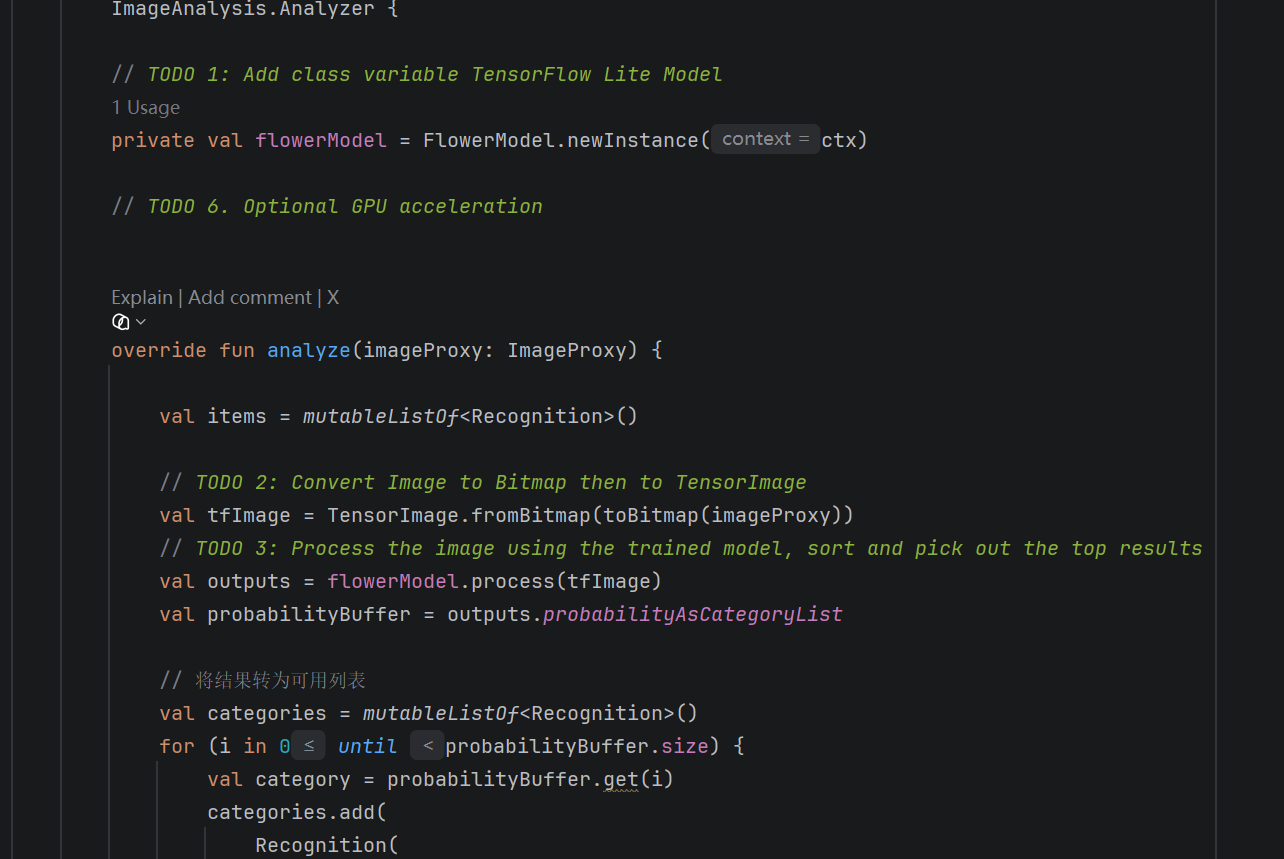 ImageAnalysis.Analyzer {
// TODO 1: Add class variable TensorFlow Lite Model
1 Usage
private val flowerModel = FlowerModel.newInstance( context = ctx)
// TODO 6. Optional GPU acceleration
Explain | Add comment | X
override fun analyze(imageProxy: ImageProxy) {
val items = mutableListOf<Recognition>()
// TODO 2: Convert Image to Bitmap then to TensorImage
val tfImage = TensorImage.fromBitmap(toBitmap(imageProxy))
// TODO 3: Process the image using the trained model, sort and pick out the top results
val outputs = flowerModel.process(tfImage)
val probabilityBuffer = outputs.probabilityAsCategoryList
// 将结果转为可用列表
val categories = mutableListOf<Recognition>()
for (i in 0 ≤ until < probabilityBuffer.size) {
val category = probabilityBuffer.get(i)
categories.add(
Recognition(